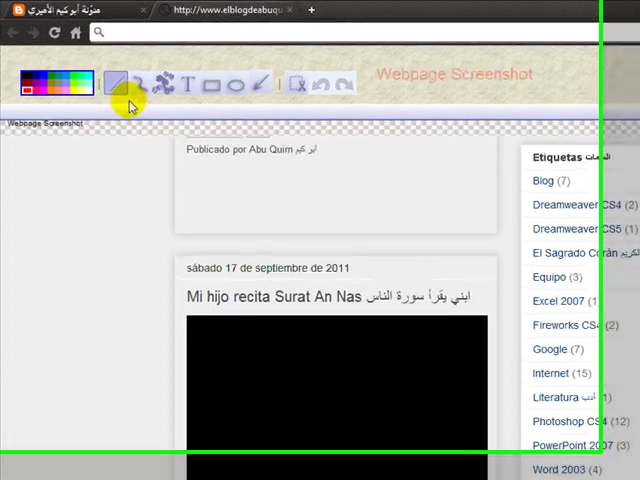 مدوّنة أبو كيم الأميري
http://www.elblogdeabuqu
Webpage Screenshot
T
Webpage Screenshot
Publicado por Abu Quim أبو كيم
Etiquetas السمات
Blog (7)
Dreamweaver CS4 (2)
Dreamweaver CS5 (1)
El Sagrado Corán الكريم
Equipo (3)
Excel 2007 (1
Fireworks CS4 (2)
Google (7)
Internet (15)
Literatura أدب (1)
Photoshop CS4 (12)
PowerPoint 2007 (3)
Word 2003 (4)
sábado 17 de septiembre de 2011
Mi hijo recita Surat An Nas ابني يقرأ سورة الناس